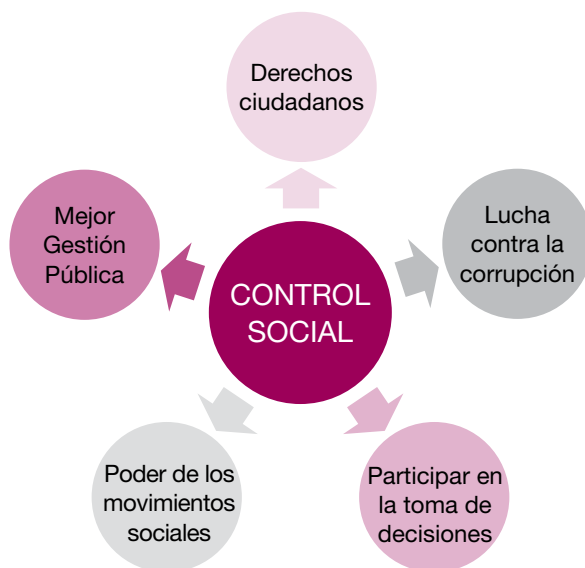 Derechos
ciudadanos
Mejor
Gestión
Pública
Lucha
contra la
corrupción
CONTROL
SOCIAL
Poder de los
movimientos
sociales
Participar en
la toma de
decisiones